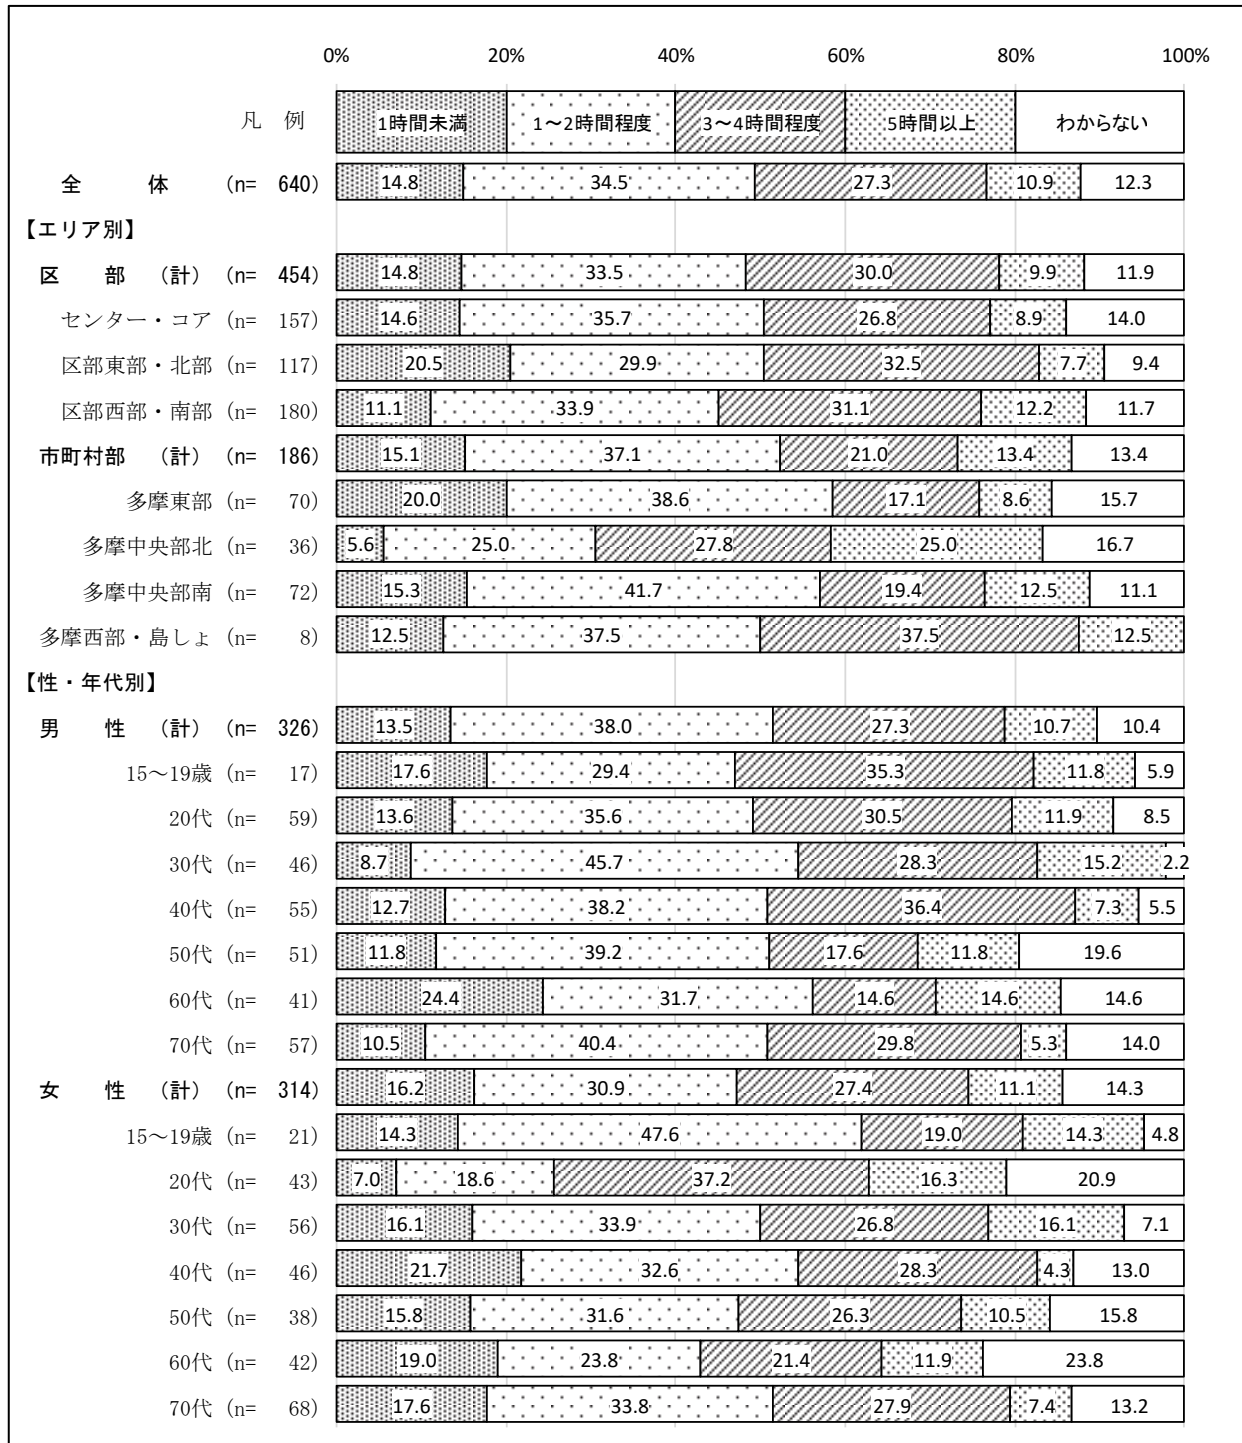 0% 20% 40% 60% 80% 100%
凡 例 1時間未満 1～2時間程度 3～4時間程度 5時間以上 わからない
全 体 (n= 640) 14.8 34.5 27.3 10.9 12.3
【エリア別】
区 部 (計) (n= 454) 14.8 33.5 30.0 9.9 11.9
センター・コア (n= 157) 14.6 35.7 26.8 8.9 14.0
区部東部・北部 (n= 117) 20.5 29.9 32.5 7.7 9.4
区部西部・南部 (n= 180) 11.1 33.9 31.1 12.2 11.7
市町村部 (計) (n= 186) 15.1 37.1 21.0 13.4 13.4
多摩東部 (n= 70) 20.0 38.6 17.1 8.6 15.7
多摩中央部北 (n= 36) 5.6 25.0 27.8 25.0 16.7
多摩中央部南 (n= 72) 15.3 41.7 19.4 12.5 11.1
多摩西部・島しょ (n= 8) 12.5 37.5 37.5 12.5
【性・年代別】
男 性 (計) (n= 326) 13.5 38.0 27.3 10.7 10.4
15～19歳 (n= 17) 17.6 29.4 35.3 11.8 5.9
20代 (n= 59) 13.6 35.6 30.5 11.9 8.5
30代 (n= 46) 8.7 45.7 28.3 15.2 2.2
40代 (n= 55) 12.7 38.2 36.4 7.3 5.5
50代 (n= 51) 11.8 39.2 17.6 11.8 19.6
60代 (n= 41) 24.4 31.7 14.6 14.6 14.6
70代 (n= 57) 10.5 40.4 29.8 5.3 14.0
女 性 (計) (n= 314) 16.2 30.9 27.4 11.1 14.3
15～19歳 (n= 21) 14.3 47.6 19.0 14.3 4.8
20代 (n= 43) 7.0 18.6 37.2 16.3 20.9
30代 (n= 56) 16.1 33.9 26.8 16.1 7.1
40代 (n= 46) 21.7 32.6 28.3 4.3 13.0
50代 (n= 38) 15.8 31.6 26.3 10.5 15.8
60代 (n= 42) 19.0 23.8 21.4 11.9 23.8
70代 (n= 68) 17.6 33.8 27.9 7.4 13.2